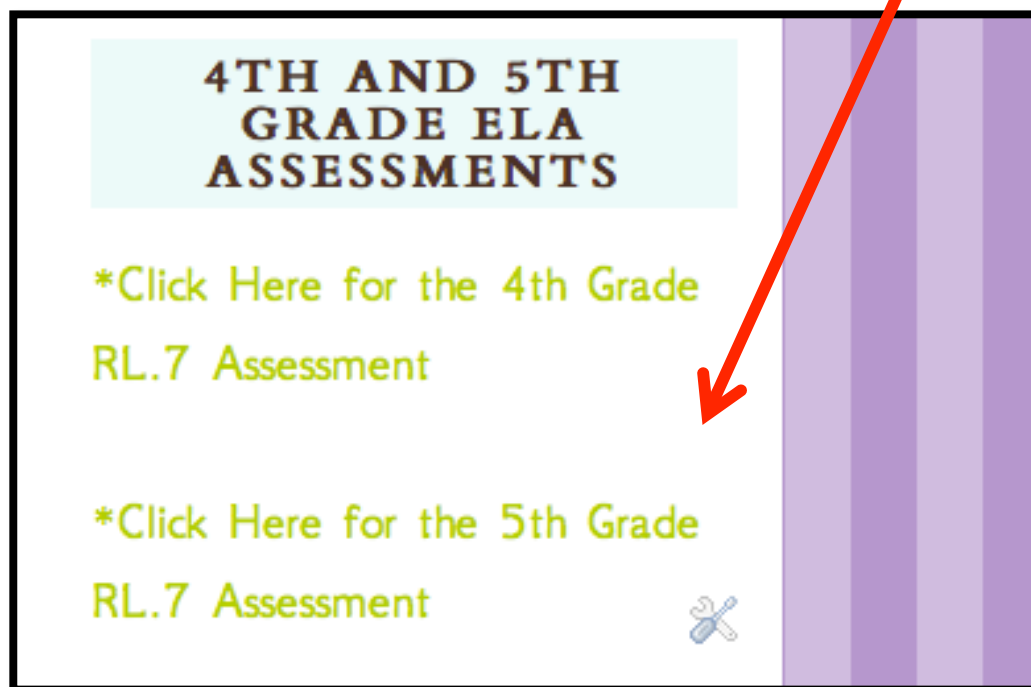 4TH AND 5TH
GRADE ELA
ASSESSMENTS
*Click Here for the 4th Grade
RL.7 Assessment
*Click Here for the 5th Grade
RL.7 Assessment